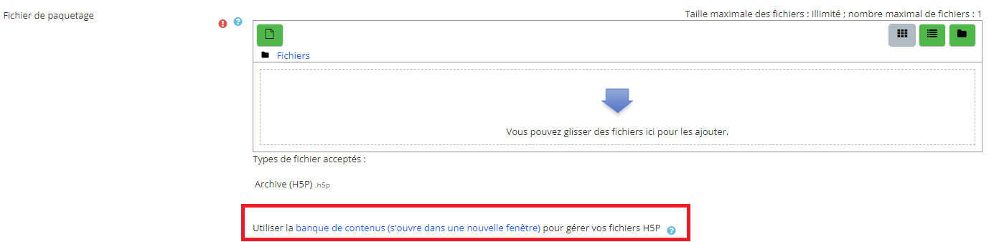 Fichier de paquetage
Taille maximale des fichiers : Illimité ; nombre maximal de fichiers : 1
Fichiers
Vous pouvez glisser des fichiers ici pour les ajouter.
Types de fichier acceptés :
Archive (H5P) .h5p
Utiliser la banque de contenus (s'ouvre dans une nouvelle fenêtre) pour gérer vos fichiers H5P